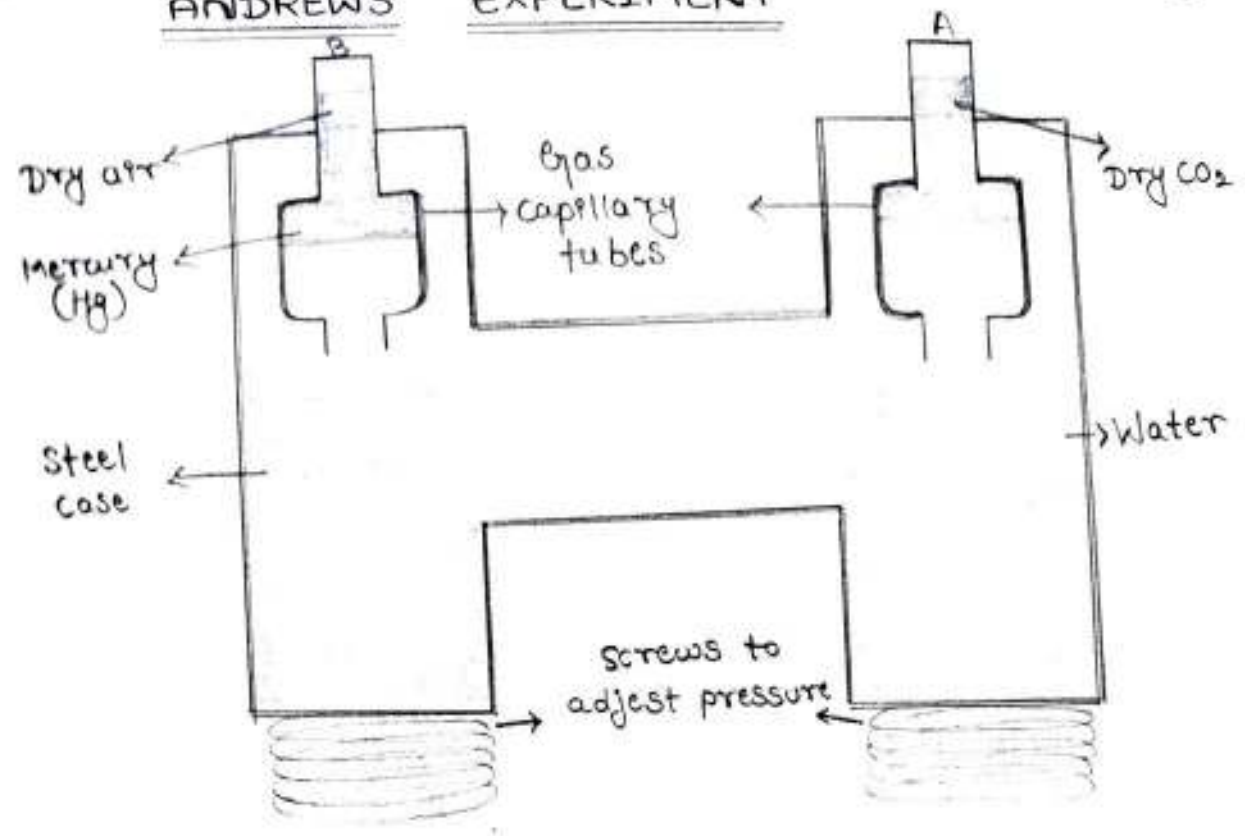 ANDREWS EXPERIMENT
B
A
Dry air
Gas
capillary
tubes
Dry CO₂
Mercury
(Hg)
Steel
case
Water
screws to
adjest pressure